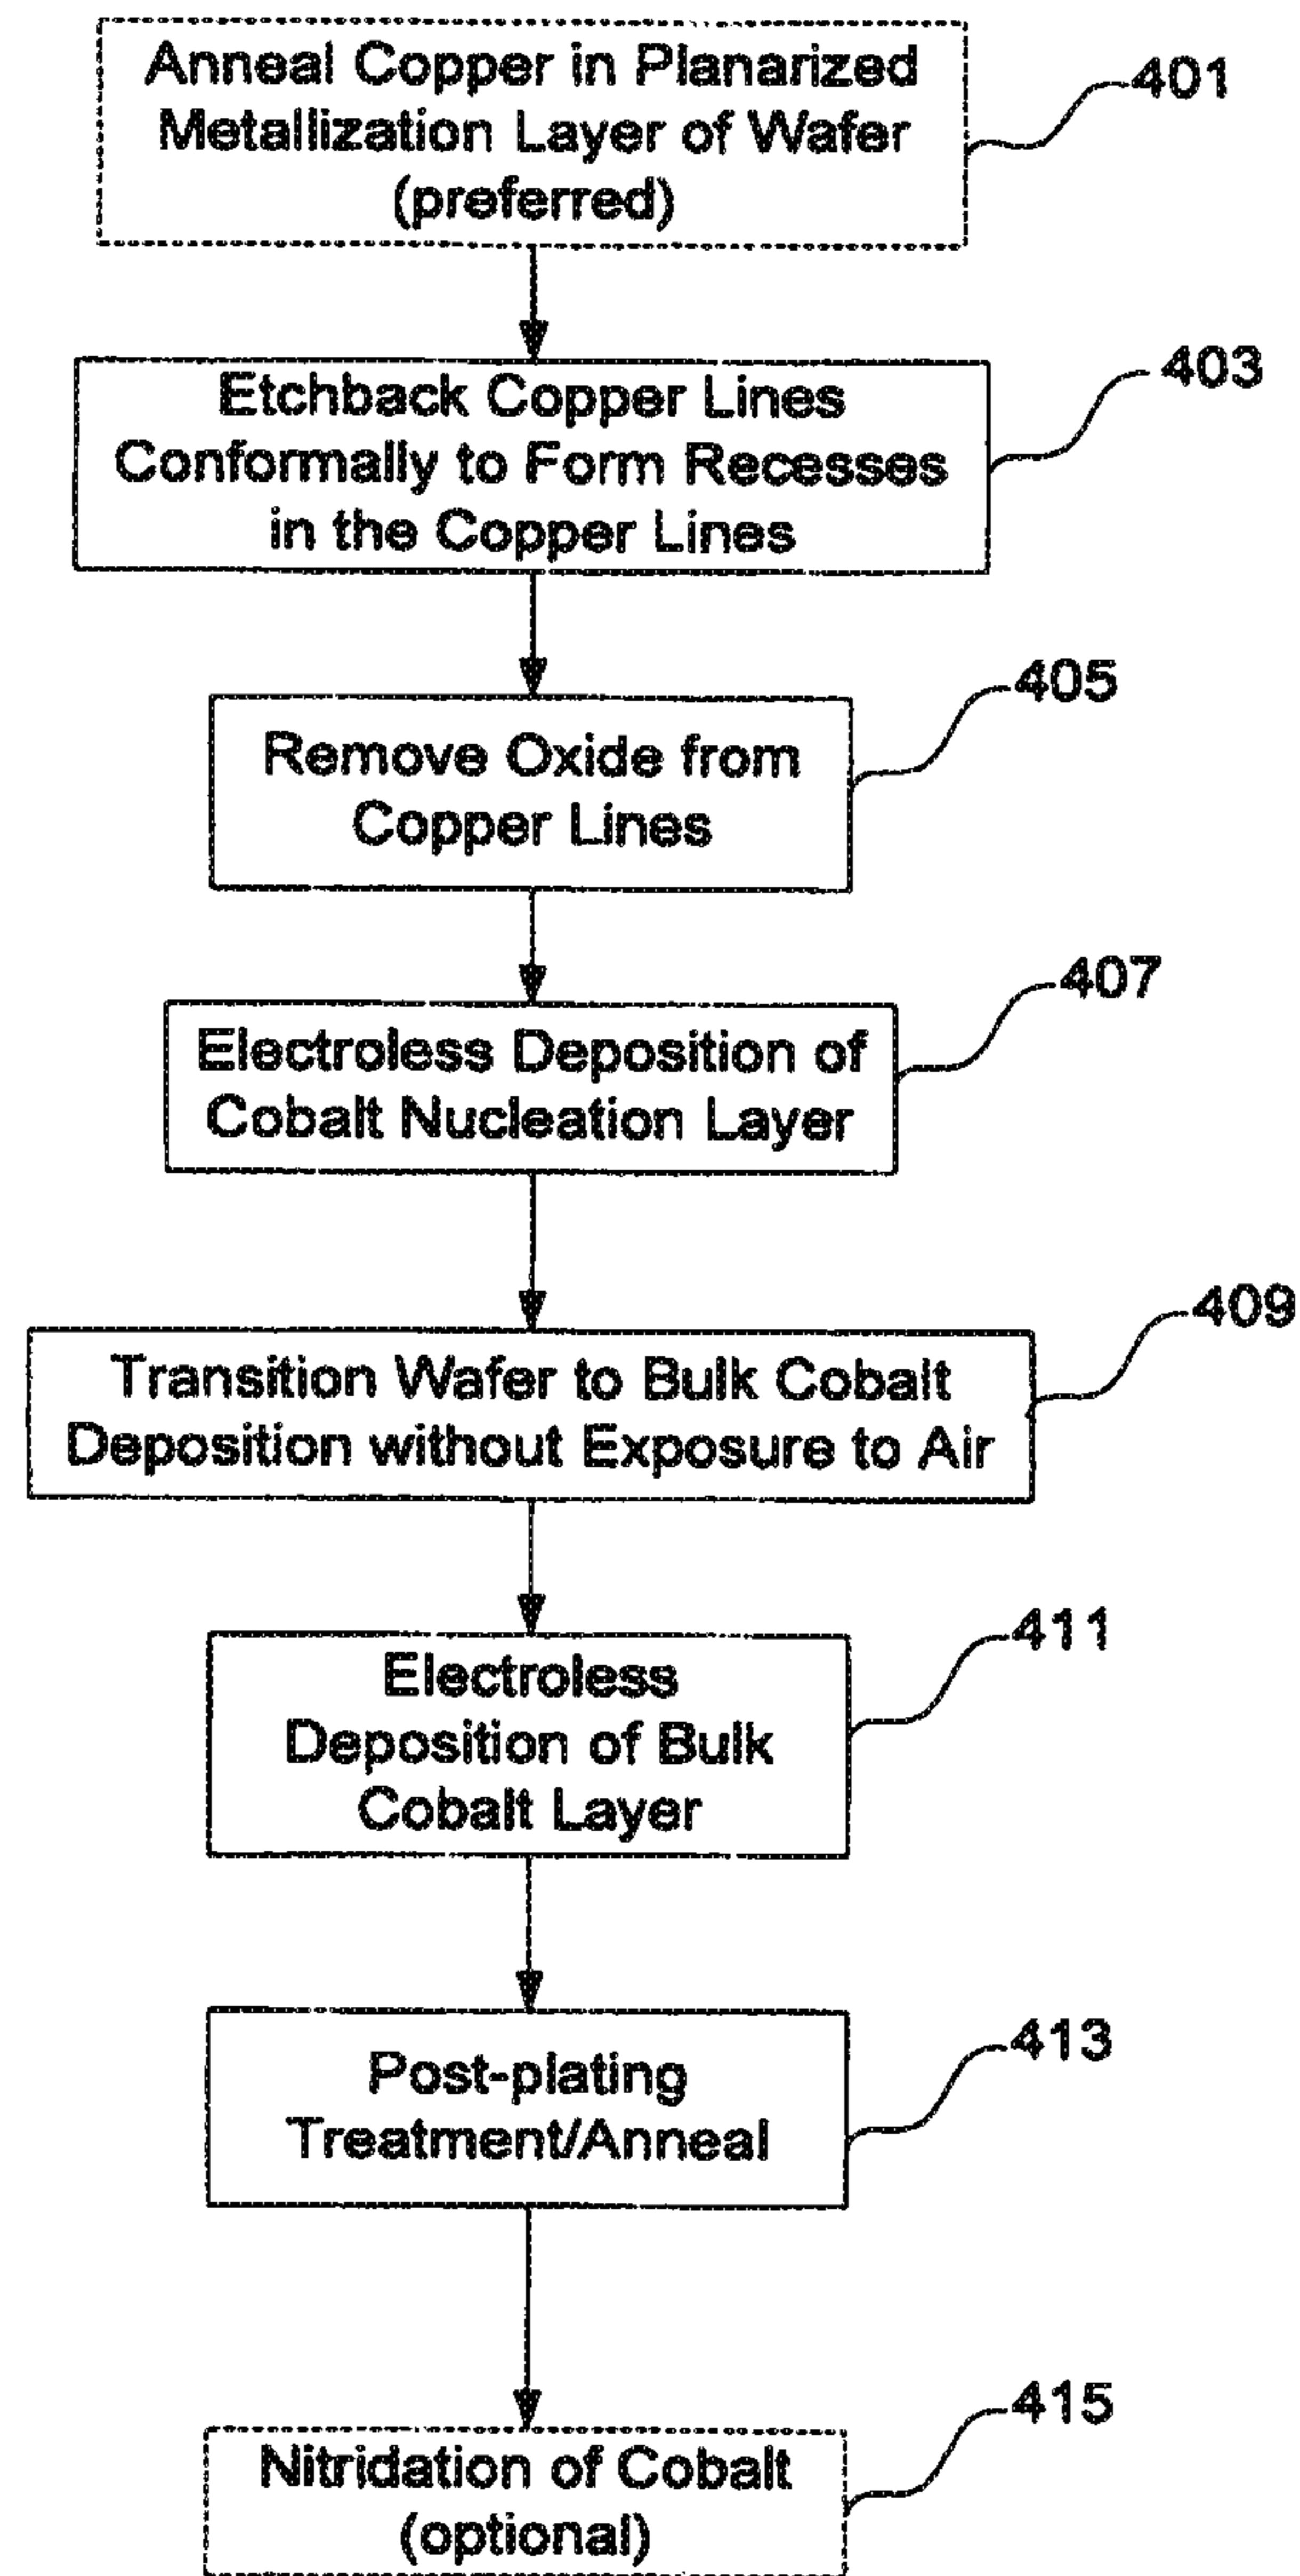 Anneal Copper in Planarized
Metallization Layer of Wafer
(preferred)
401
Etchback Copper Lines
Conformally to Form Recesses
in the Copper Lines
403
Remove Oxide from
Copper Lines
405
Electroless Deposition of
Cobalt Nucleation Layer
407
Transition Wafer to Bulk Cobalt
Deposition without Exposure to Air
409
Electroless
Deposition of Bulk
Cobalt Layer
411
Post-plating
Treatment/Anneal
413
Nitridation of Cobalt
(optional)
415